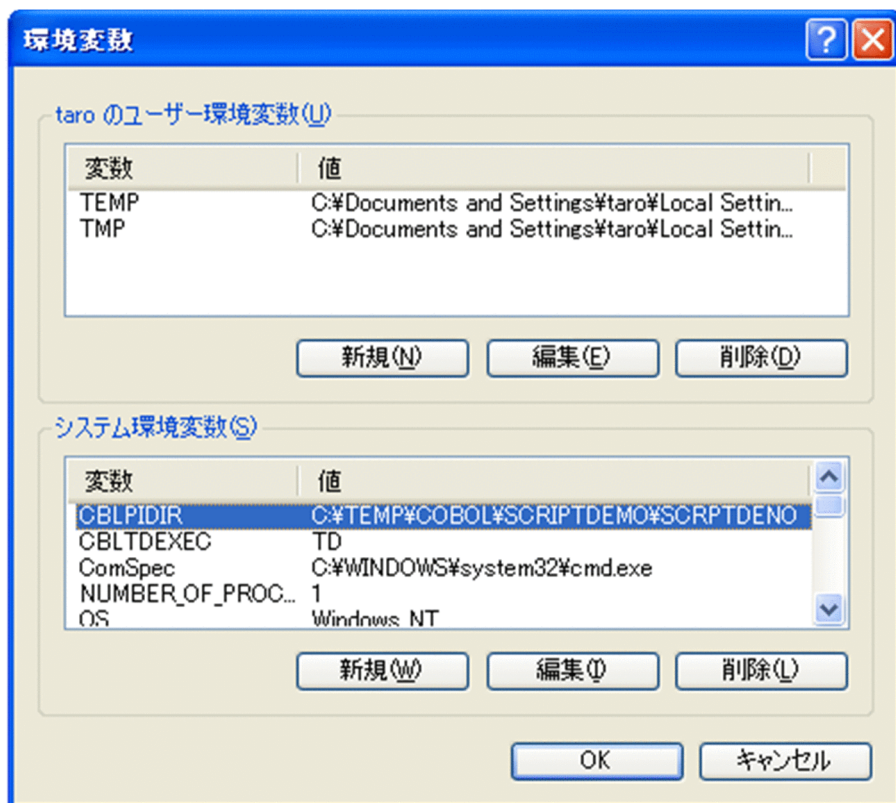 環境変数
taro のユーザー環境変数(U)
変数 値
TEMP C:¥Documents and Settings¥taro¥Local Settin...
TMP C:¥Documents and Settings¥taro¥Local Settin...
新規(N) 編集(E) 削除(D)
システム環境変数(S)
変数 値
CBLPIDIR C:¥TEMP¥COBOL¥SCRIPTDEMO¥SCRPTDENO
CBLTDEXEC TD
ComSpec C:¥WINDOWS¥system32¥cmd.exe
NUMBER_OF_PROC... 1
OS Windows_NT
新規(W) 編集(I) 削除(L)
OK キャンセル